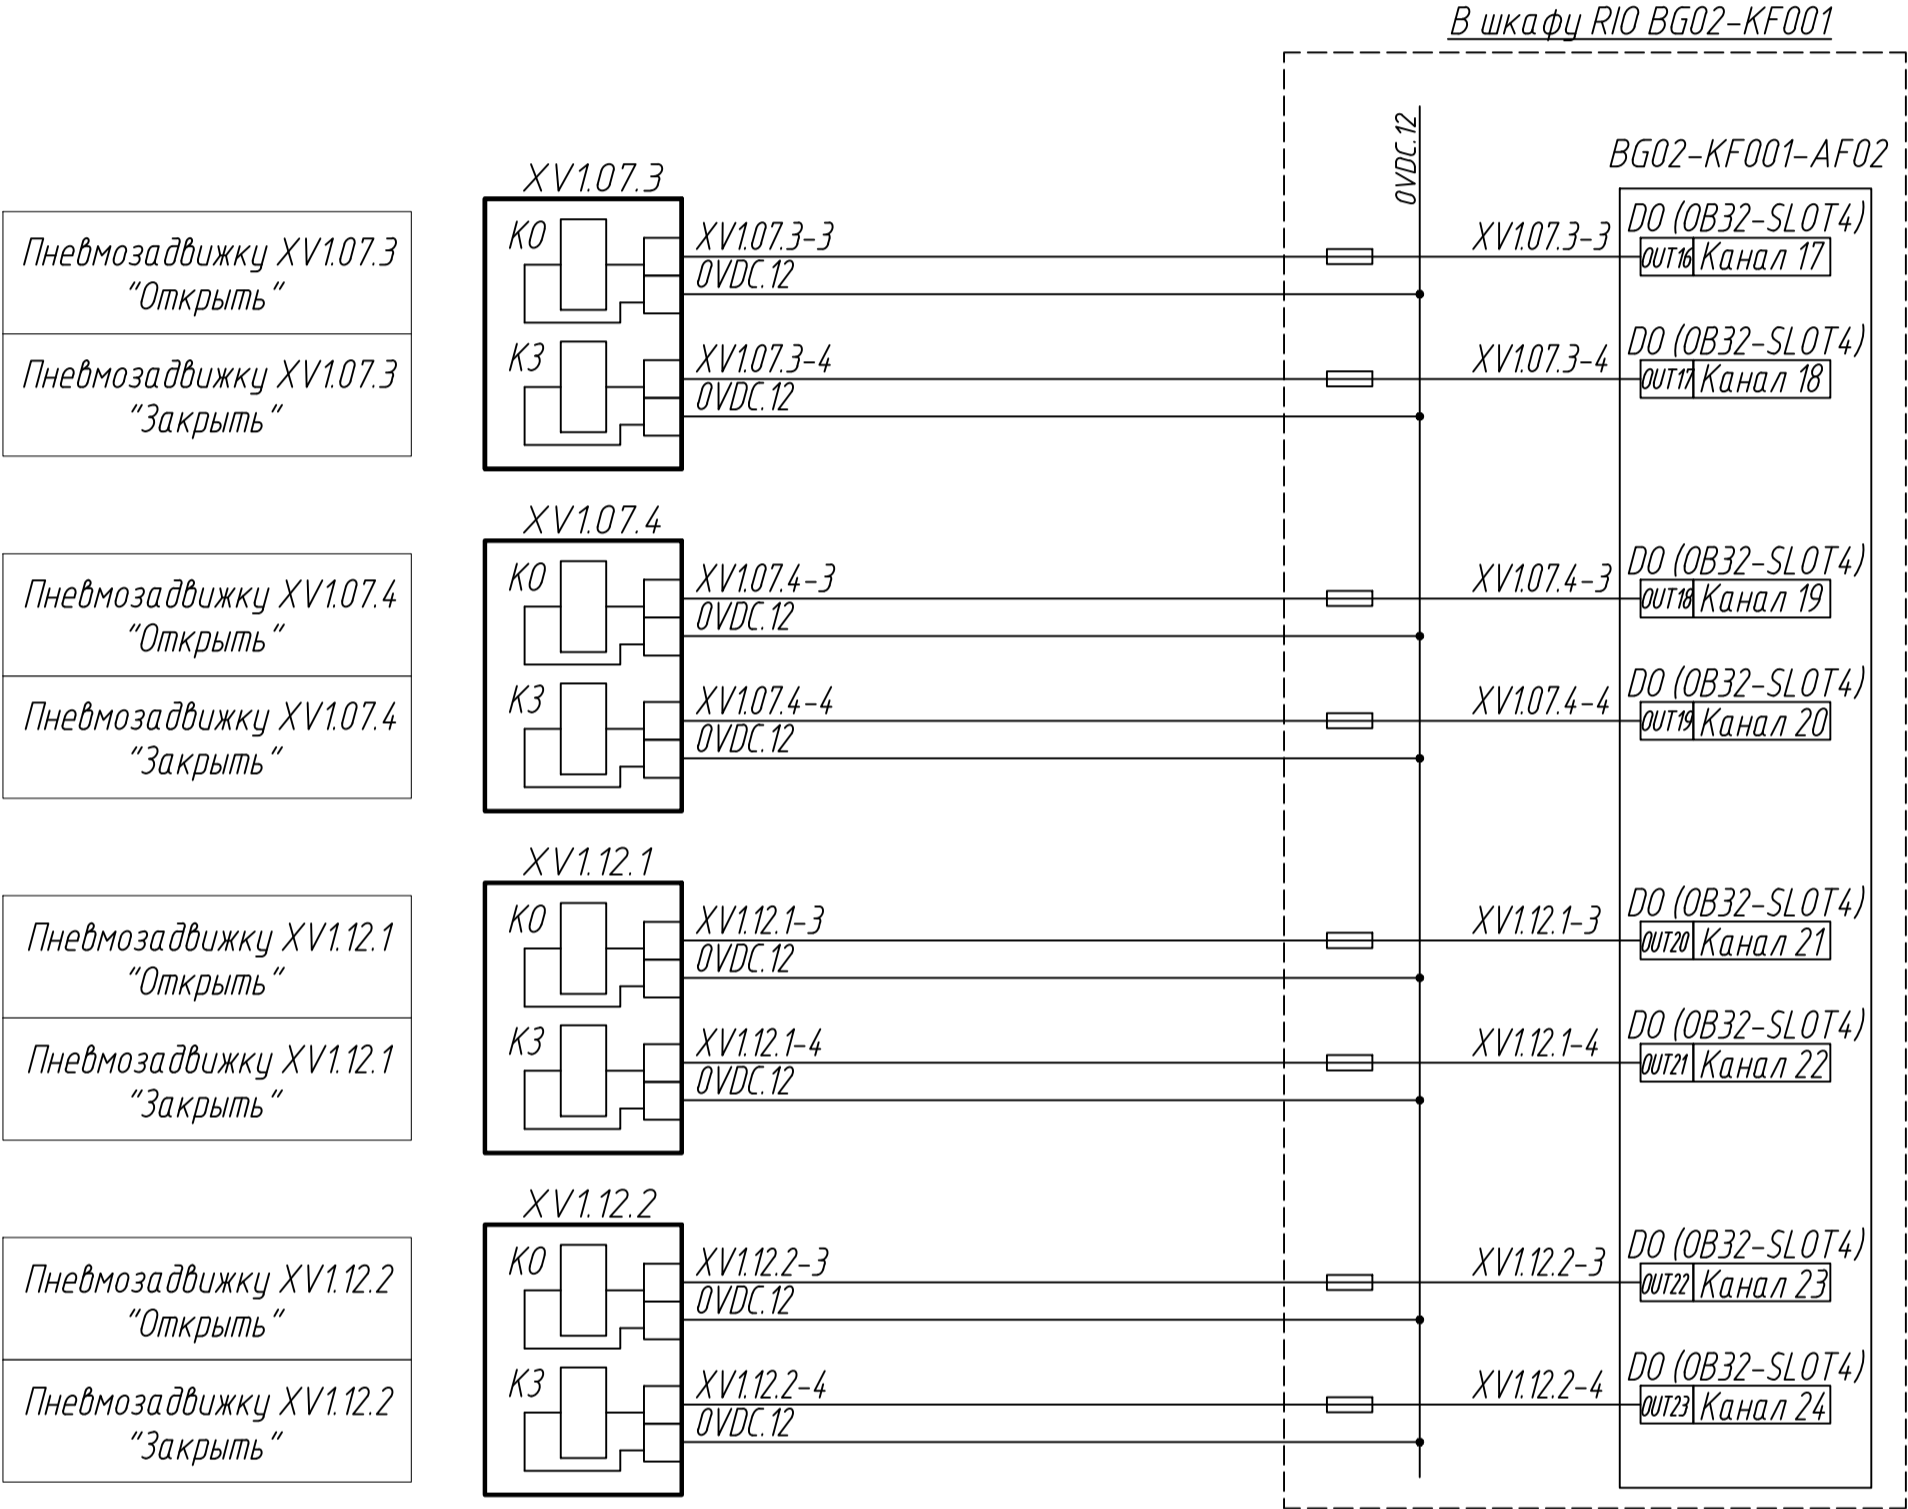 В шкафу RIO BG02-KF001
0VDC.12
BG02-KF001-AF02
XV1.07.3
Пневмозадвижку XV1.07.3
"Открыть"
КО
XV1.07.3-3
0VDC.12
XV1.07.3-3
DO (OB32-SLOT4)
OUT16 Канал 17
Пневмозадвижку XV1.07.3
"Закрыть"
КЗ
XV1.07.3-4
0VDC.12
XV1.07.3-4
DO (OB32-SLOT4)
OUT17 Канал 18
XV1.07.4
Пневмозадвижку XV1.07.4
"Открыть"
КО
XV1.07.4-3
0VDC.12
XV1.07.4-3
DO (OB32-SLOT4)
OUT18 Канал 19
Пневмозадвижку XV1.07.4
"Закрыть"
КЗ
XV1.07.4-4
0VDC.12
XV1.07.4-4
DO (OB32-SLOT4)
OUT19 Канал 20
XV1.12.1
Пневмозадвижку XV1.12.1
"Открыть"
КО
XV1.12.1-3
0VDC.12
XV1.12.1-3
DO (OB32-SLOT4)
OUT20 Канал 21
Пневмозадвижку XV1.12.1
"Закрыть"
КЗ
XV1.12.1-4
0VDC.12
XV1.12.1-4
DO (OB32-SLOT4)
OUT21 Канал 22
XV1.12.2
Пневмозадвижку XV1.12.2
"Открыть"
КО
XV1.12.2-3
0VDC.12
XV1.12.2-3
DO (OB32-SLOT4)
OUT22 Канал 23
Пневмозадвижку XV1.12.2
"Закрыть"
КЗ
XV1.12.2-4
0VDC.12
XV1.12.2-4
DO (OB32-SLOT4)
OUT23 Канал 24